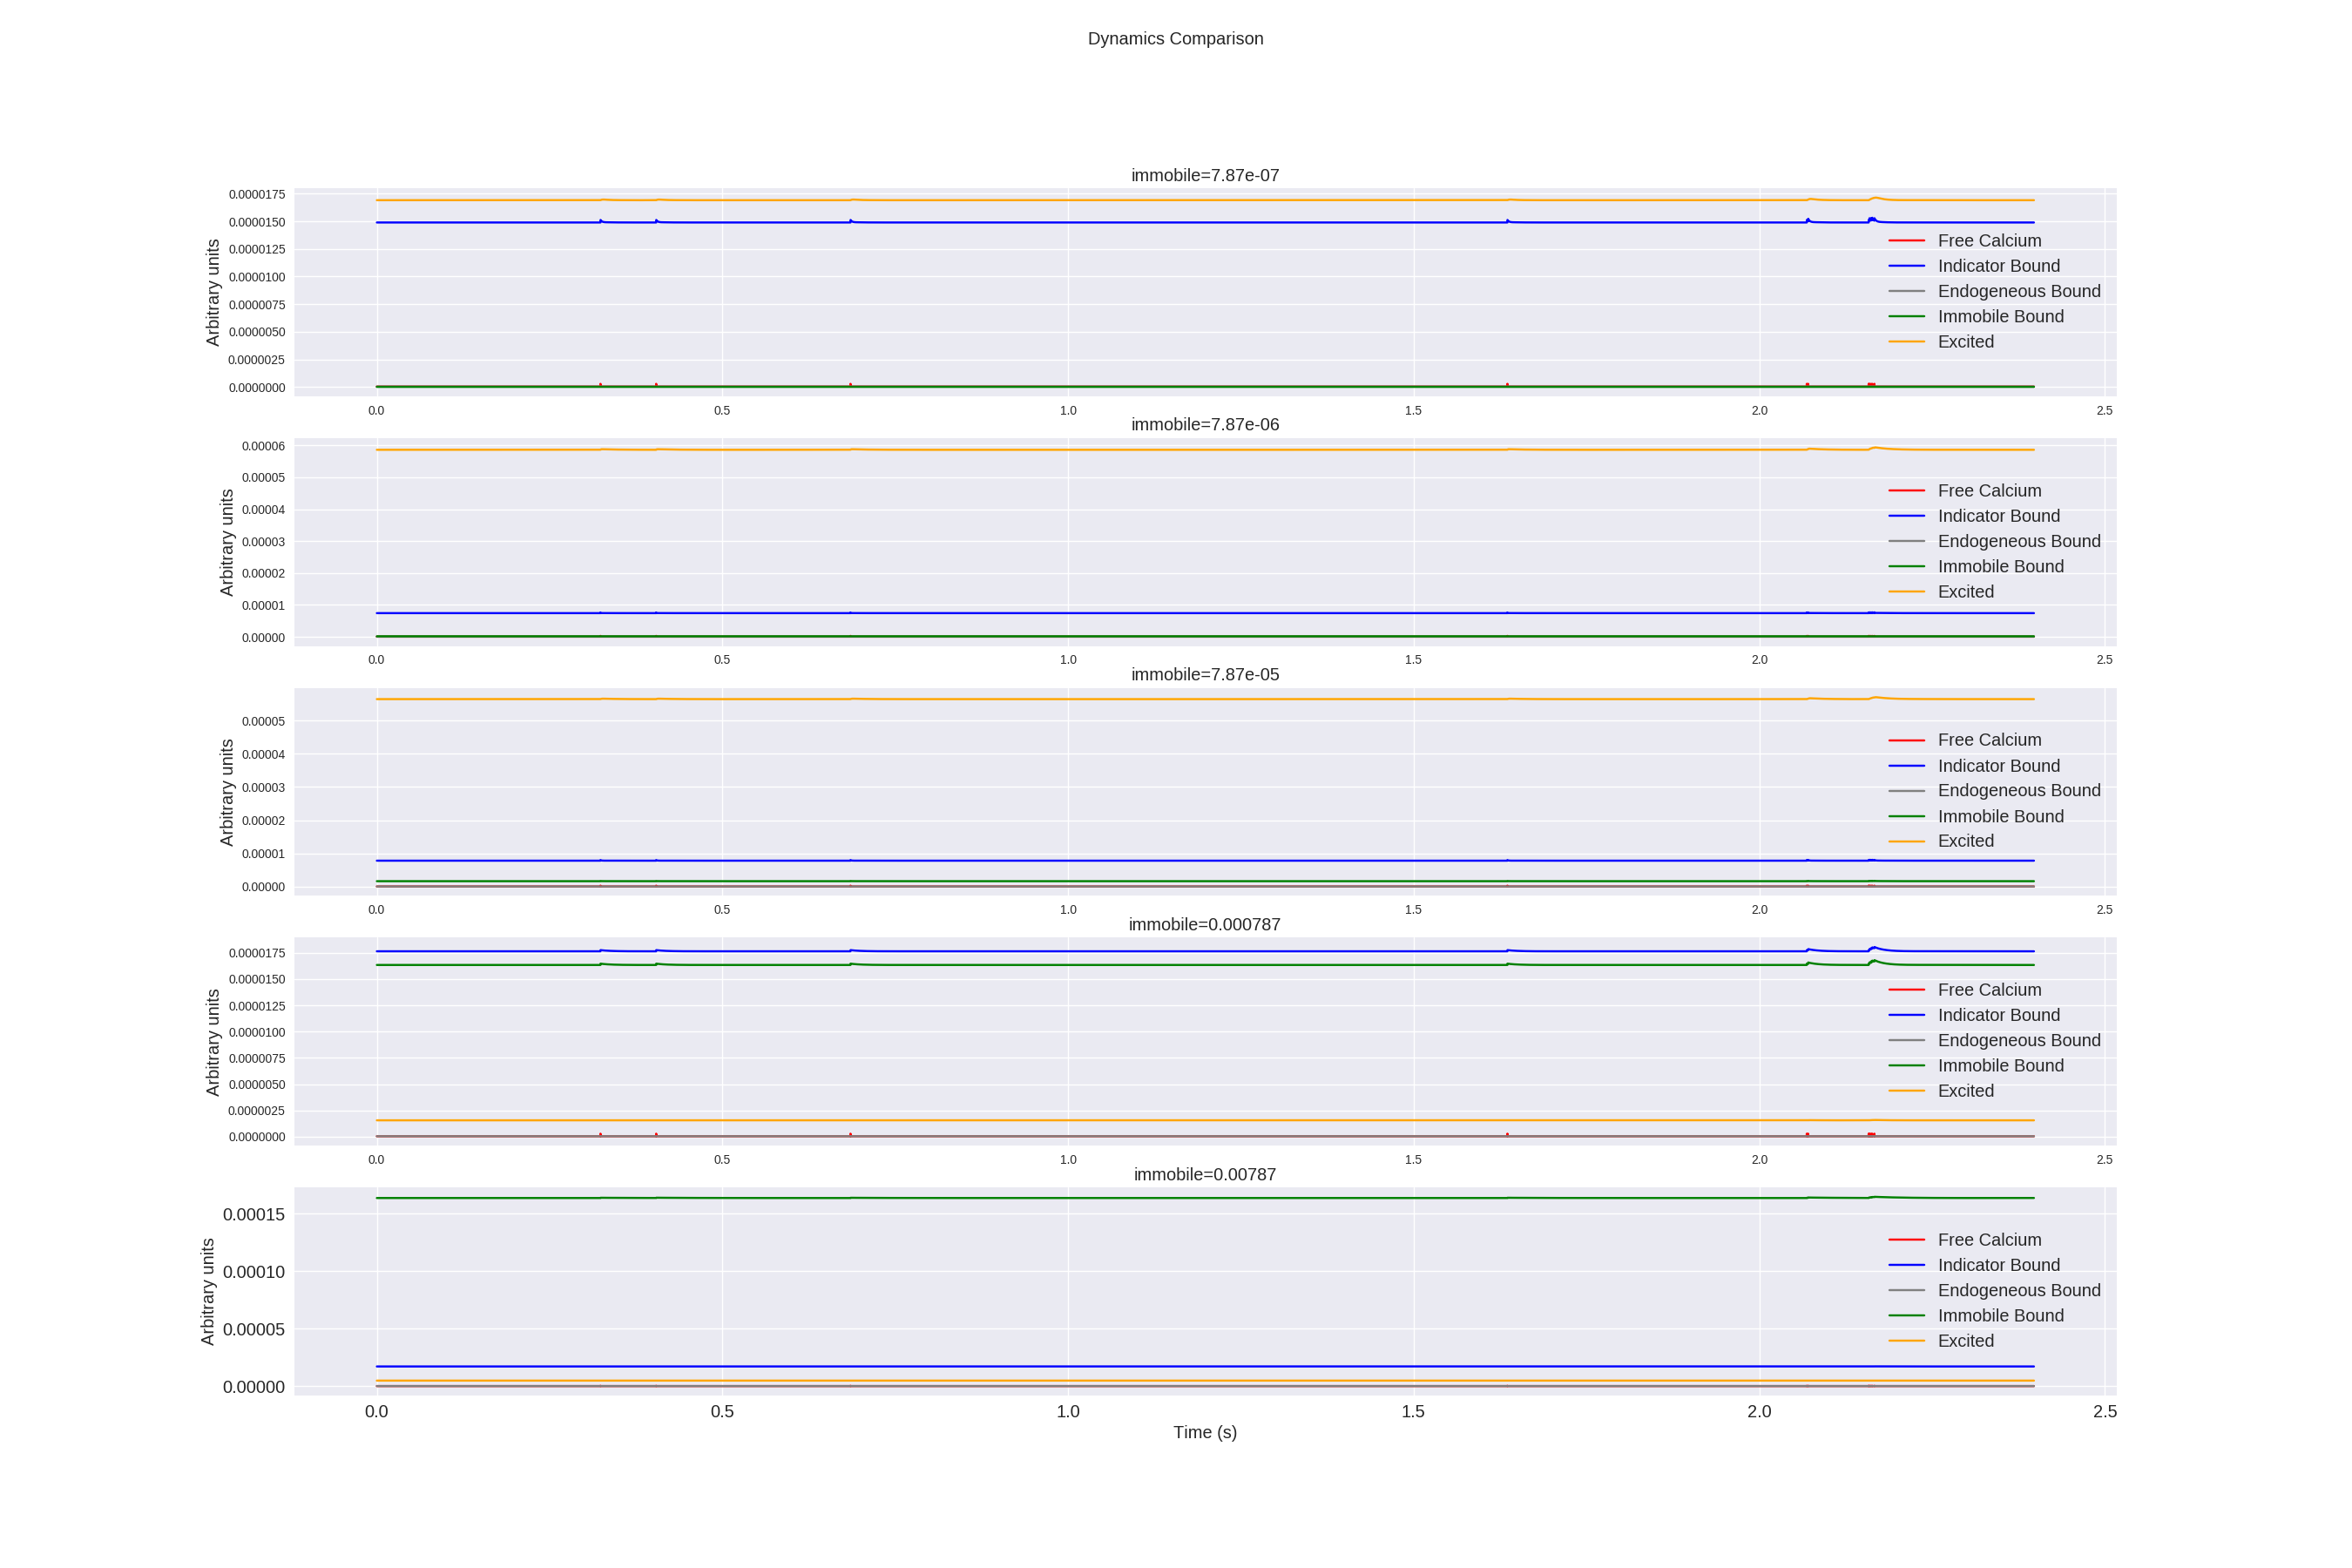 Dynamics Comparison
immobile=7.87e-07
0.0000175
0.0000150
0.0000125
0.0000100
0.0000075
0.0000050
0.0000025
0.0000000
Arbitrary units
Free Calcium
Indicator Bound
Endogeneous Bound
Immobile Bound
Excited
0.0 0.5 1.0 1.5 2.0 2.5
immobile=7.87e-06
0.00006
0.00005
0.00004
0.00003
0.00002
0.00001
0.00000
Arbitrary units
Free Calcium
Indicator Bound
Endogeneous Bound
Immobile Bound
Excited
0.0 0.5 1.0 1.5 2.0 2.5
immobile=7.87e-05
0.00005
0.00004
0.00003
0.00002
0.00001
0.00000
Arbitrary units
Free Calcium
Indicator Bound
Endogeneous Bound
Immobile Bound
Excited
0.0 0.5 1.0 1.5 2.0 2.5
immobile=0.000787
0.0000175
0.0000150
0.0000125
0.0000100
0.0000075
0.0000050
0.0000025
0.0000000
Arbitrary units
Free Calcium
Indicator Bound
Endogeneous Bound
Immobile Bound
Excited
0.0 0.5 1.0 1.5 2.0 2.5
immobile=0.00787
0.00015
0.00010
0.00005
0.00000
Arbitrary units
Free Calcium
Indicator Bound
Endogeneous Bound
Immobile Bound
Excited
0.0 0.5 1.0 1.5 2.0 2.5
Time (s)